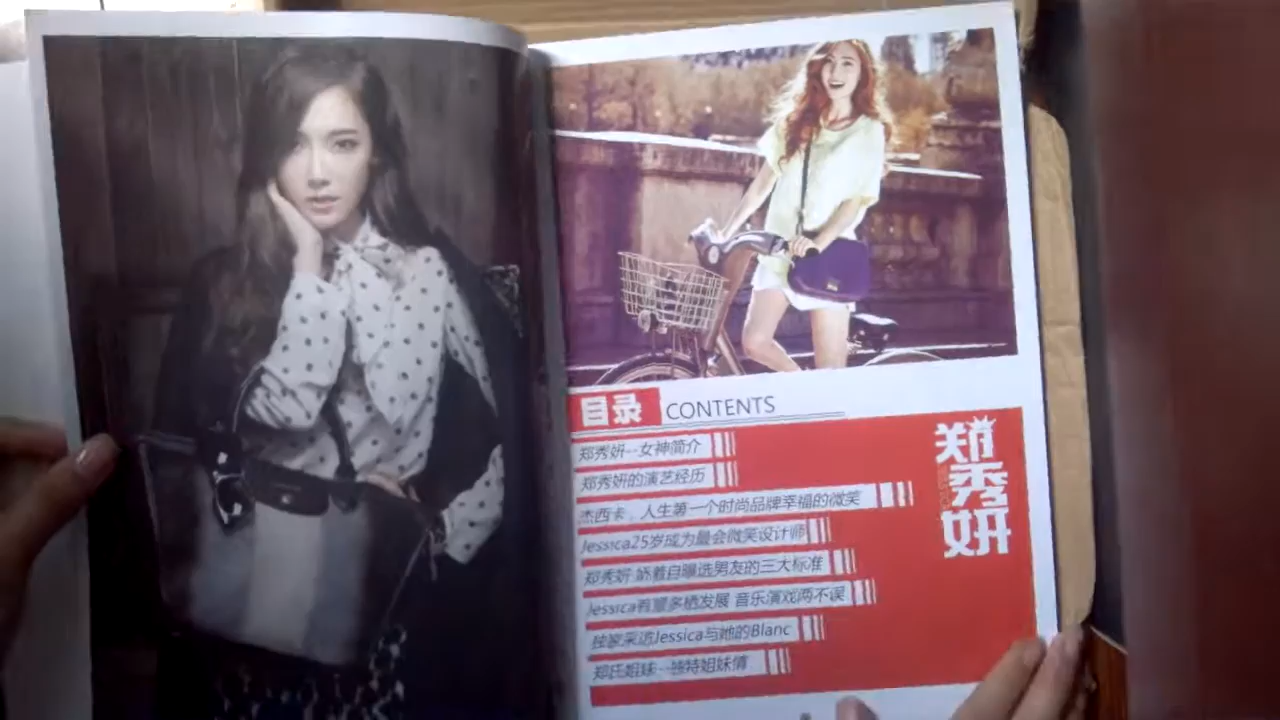 目录 CONTENTS
郑秀妍--女神简介
郑秀妍的演艺经历
杰西卡：人生第一个时尚品牌幸福的微笑
Jessica25岁成为最会微笑设计师
郑秀妍 娇羞自曝选男友的三大标准
Jessica有意多栖发展 音乐演戏两不误
独家采访Jessica与她的Blanc
郑氏姐妹--独特姐妹情
郑秀妍